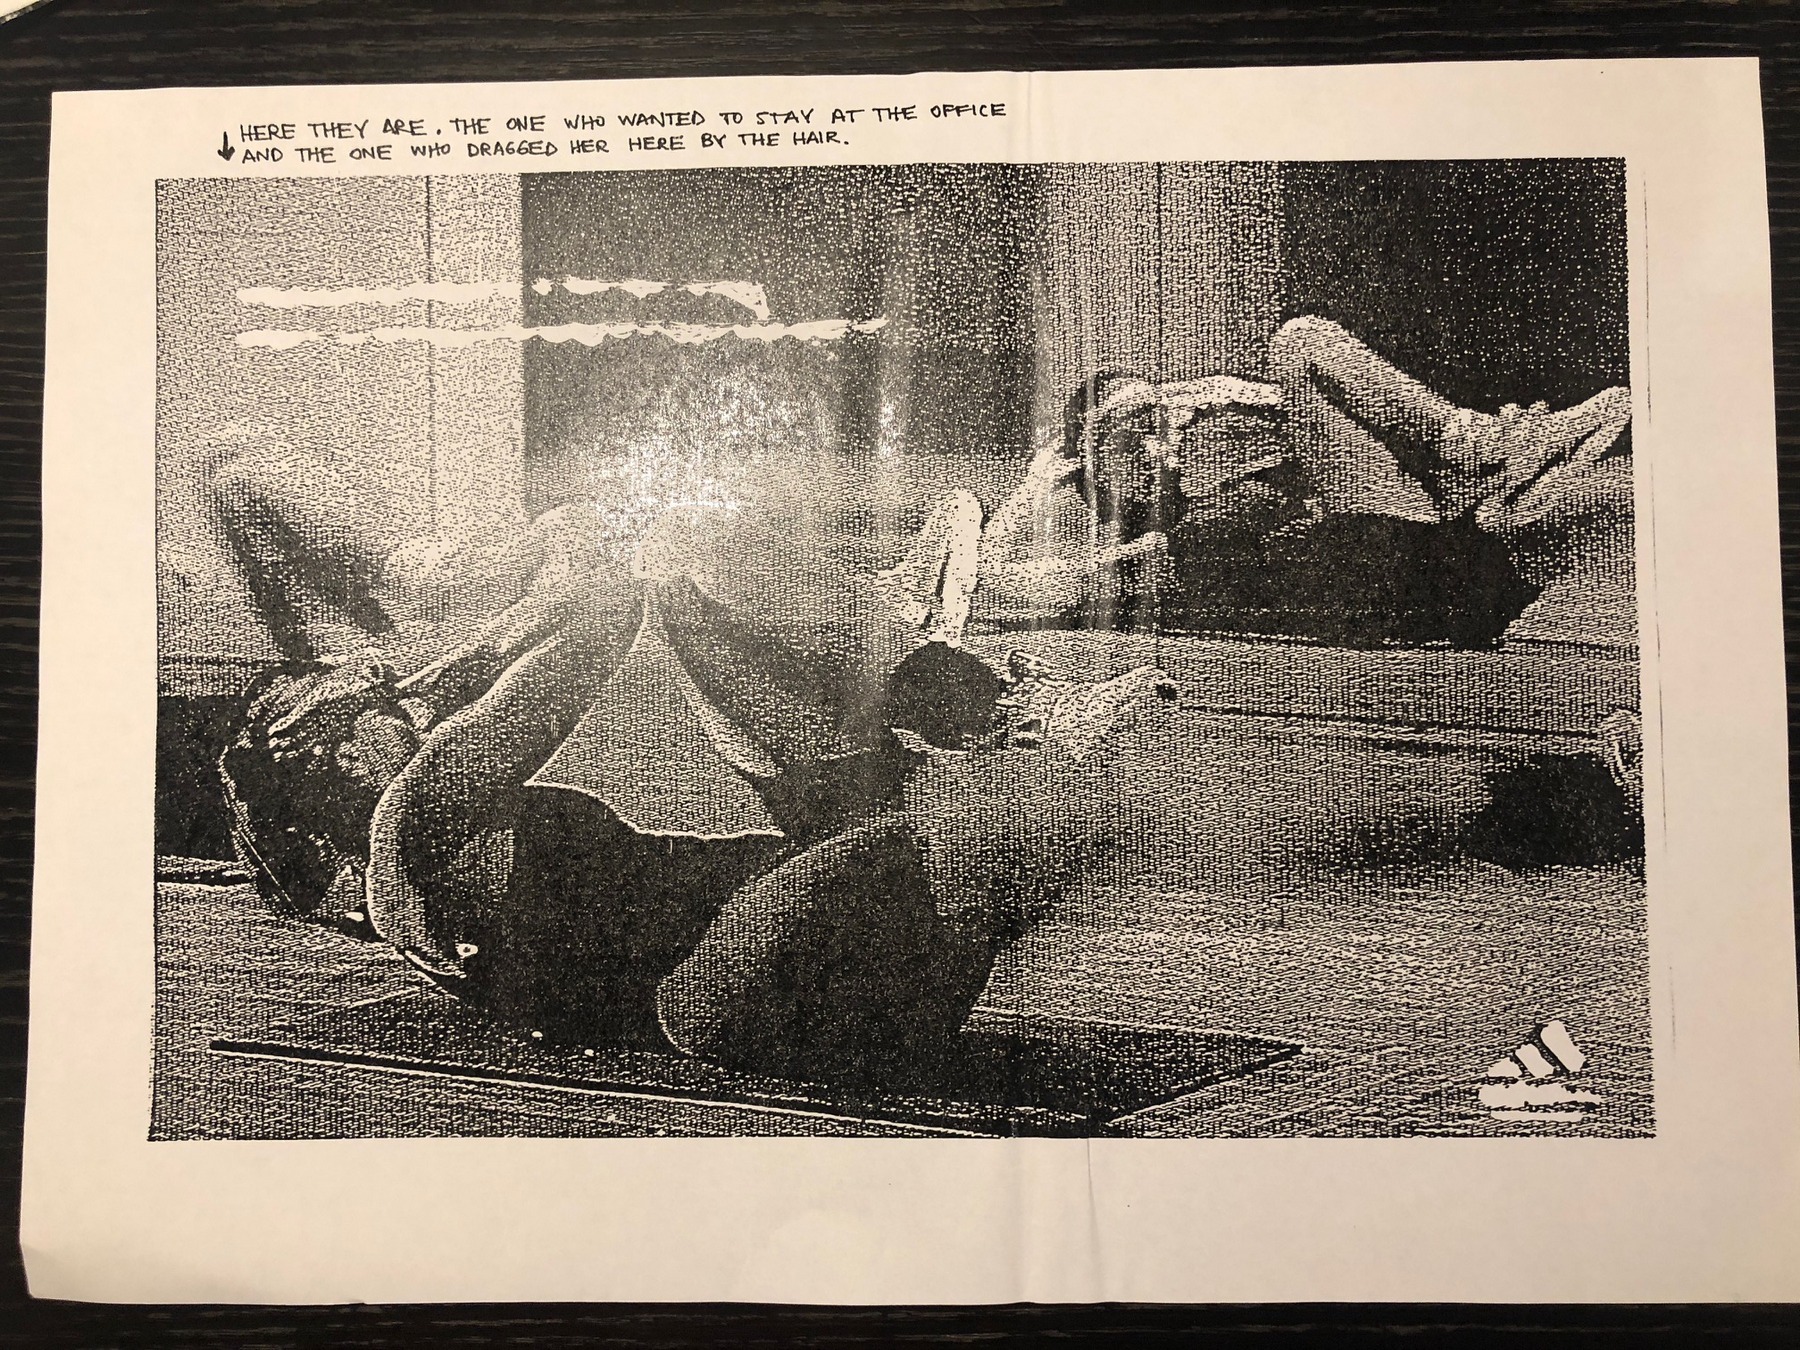 HERE THEY ARE. THE ONE WHO WANTED TO STAY AT THE OFFICE
AND THE ONE WHO DRAGGED HER HERE BY THE HAIR.